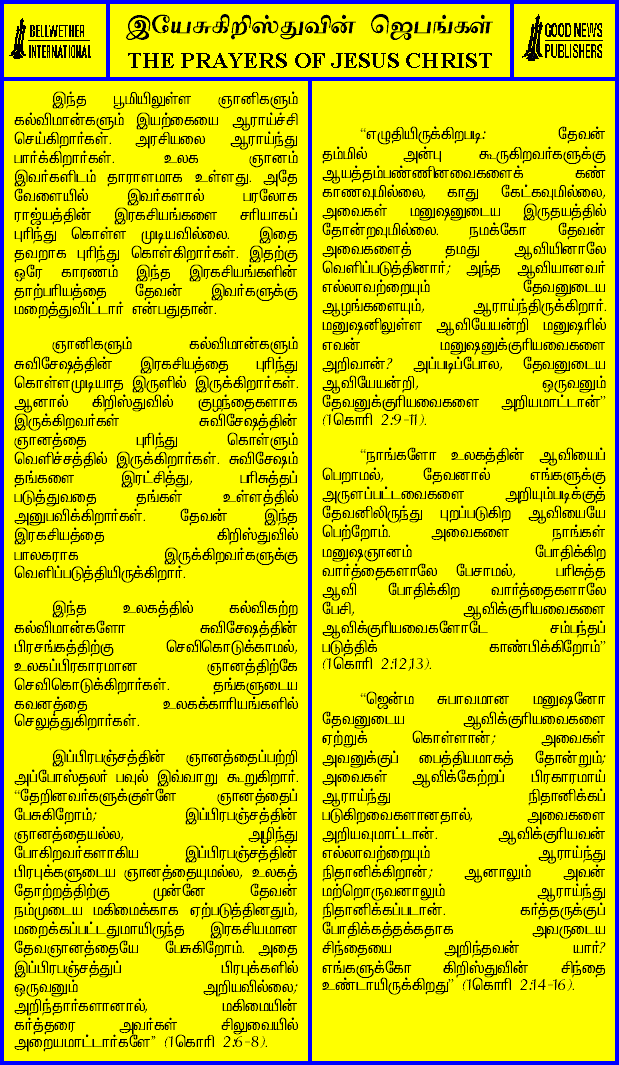 BELLWETHER
INTERNATIONAL
இயேசுகிறிஸ்துவின் ஜெபங்கள்
THE PRAYERS OF JESUS CHRIST
GOOD NEWS
PUBLISHERS
இந்த பூமியிலுள்ள ஞானிகளும்
கல்விமான்களும் இயற்கையை ஆராய்ச்சி
செய்கிறார்கள். அரசியலை ஆராய்ந்து
பார்க்கிறார்கள். உலக ஞானம்
இவர்களிடம் தாராளமாக உள்ளது. அதே
வேளையில் இவர்களால் பரலோக
ராஜ்யத்தின் இரகசியங்களை சரியாகப்
புரிந்து கொள்ள முடியவில்லை. இதை
தவறாக புரிந்து கொள்கிறார்கள். இதற்கு
ஒரே காரணம் இந்த இரகசியங்களின்
தாற்பரியத்தை தேவன் இவர்களுக்கு
மறைத்துவிட்டார் என்பதுதான்.
ஞானிகளும் கல்விமான்களும்
சுவிசேஷத்தின் இரகசியத்தை புரிந்து
கொள்ளமுடியாத இருளில் இருக்கிறார்கள்.
ஆனால் கிறிஸ்துவில் குழந்தைகளாக
இருக்கிறவர்கள் சுவிசேஷத்தின்
ஞானத்தை புரிந்து கொள்ளும்
வெளிச்சத்தில் இருக்கிறார்கள். சுவிசேஷம்
தங்களை இரட்சித்து, பரிசுத்தப்
படுத்துவதை தங்கள் உள்ளத்தில்
அனுபவிக்கிறார்கள். தேவன் இந்த
இரகசியத்தை கிறிஸ்துவில்
பாலகராக இருக்கிறவர்களுக்கு
வெளிப்படுத்தியிருக்கிறார்.
இந்த உலகத்தில் கல்விகற்ற
கல்விமான்களோ சுவிசேஷத்தின்
பிரசங்கத்திற்கு செவிகொடுக்காமல்,
உலகப்பிரகாரமான ஞானத்திற்கே
செவிகொடுக்கிறார்கள். தங்களுடைய
கவனத்தை உலகக்காரியங்களில்
செலுத்துகிறார்கள்.
இப்பிரபஞ்சத்தின் ஞானத்தைப்பற்றி
அப்போஸ்தலர் பவுல் இவ்வாறு கூறுகிறார்.
“தேறினவர்களுக்குள்ளே ஞானத்தைப்
பேசுகிறோம்; இப்பிரபஞ்சத்தின்
ஞானத்தையல்ல, அழிந்து
போகிறவர்களாகிய இப்பிரபஞ்சத்தின்
பிரபுக்களுடைய ஞானத்தையுமல்ல, உலகத்
தோற்றத்திற்கு முன்னே தேவன்
நம்முடைய மகிமைக்காக ஏற்படுத்தினதும்,
மறைக்கப்பட்டதுமாயிருந்த இரகசியமான
தேவஞானத்தையே பேசுகிறோம். அதை
இப்பிரபஞ்சத்துப் பிரபுக்களில்
ஒருவனும் அறியவில்லை;
அறிந்தார்களானால், மகிமையின்
கர்த்தரை அவர்கள் சிலுவையில்
அறையமாட்டார்களே” (1கொரி 2:6-8).
“எழுதியிருக்கிறபடி: தேவன்
தம்மில் அன்பு கூருகிறவர்களுக்கு
ஆயத்தம்பண்ணினவைகளைக் கண்
காணவுமில்லை, காது கேட்கவுமில்லை,
அவைகள் மனுஷனுடைய இருதயத்தில்
தோன்றவுமில்லை. நமக்கோ தேவன்
அவைகளைத் தமது ஆவியினாலே
வெளிப்படுத்தினார்; அந்த ஆவியானவர்
எல்லாவற்றையும் தேவனுடைய
ஆழங்களையும், ஆராய்ந்திருக்கிறார்.
மனுஷனிலுள்ள ஆவியேயன்றி மனுஷரில்
எவன் மனுஷனுக்குரியவைகளை
அறிவான்? அப்படிப்போல, தேவனுடைய
ஆவியேயன்றி, ஒருவனும்
தேவனுக்குரியவைகளை அறியமாட்டான்”
(1கொரி 2:9-11).
“நாங்களோ உலகத்தின் ஆவியைப்
பெறாமல், தேவனால் எங்களுக்கு
அருளப்பட்டவைகளை அறியும்படிக்குத்
தேவனிலிருந்து புறப்படுகிற ஆவியையே
பெற்றோம். அவைகளை நாங்கள்
மனுஷஞானம் போதிக்கிற
வார்த்தைகளாலே பேசாமல், பரிசுத்த
ஆவி போதிக்கிற வார்த்தைகளாலே
பேசி, ஆவிக்குரியவைகளை
ஆவிக்குரியவைகளோடே சம்பந்தப்
படுத்திக் காண்பிக்கிறோம்”
(1கொரி 2:12,13).
“ஜென்ம சுபாவமான மனுஷனோ
தேவனுடைய ஆவிக்குரியவைகளை
ஏற்றுக் கொள்ளான்; அவைகள்
அவனுக்குப் பைத்தியமாகத் தோன்றும்;
அவைகள் ஆவிக்கேற்றப் பிரகாரமாய்
ஆராய்ந்து நிதானிக்கப்
படுகிறவைகளானதால், அவைகளை
அறியவுமாட்டான். ஆவிக்குரியவன்
எல்லாவற்றையும் ஆராய்ந்து
நிதானிக்கிறான்; ஆனாலும் அவன்
மற்றொருவனாலும் ஆராய்ந்து
நிதானிக்கப்படான். கர்த்தருக்குப்
போதிக்கத்தக்கதாக அவருடைய
சிந்தையை அறிந்தவன் யார்?
எங்களுக்கோ கிறிஸ்துவின் சிந்தை
உண்டாயிருக்கிறது” (1கொரி 2:14-16).